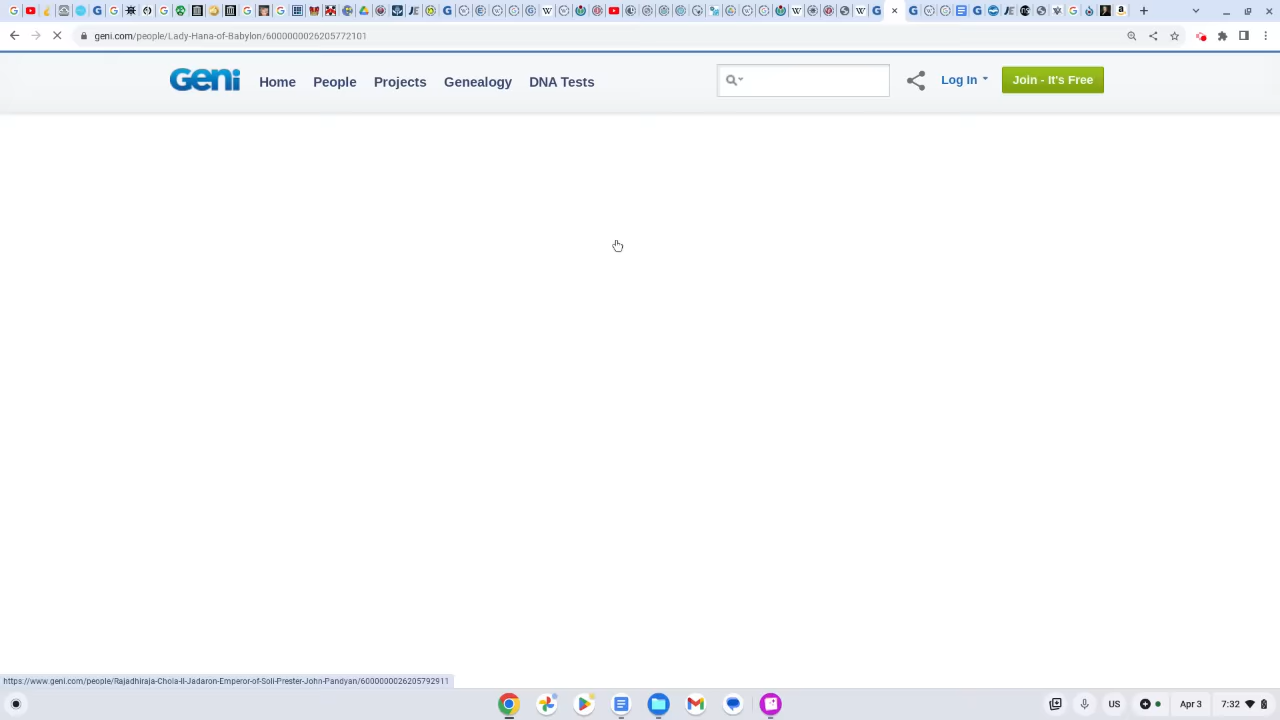 geni.com/people/Lady-Hana-of-Babylon/6000000026205772101
Geni Home People Projects Genealogy DNA Tests Log In Join - It's Free
https://www.geni.com/people/Rajadhiraja-Chola-II-Jadaron-Emperor-of-Soli-Prester-John-Pandyan/6000000026205792911
US Apr 3 7:32